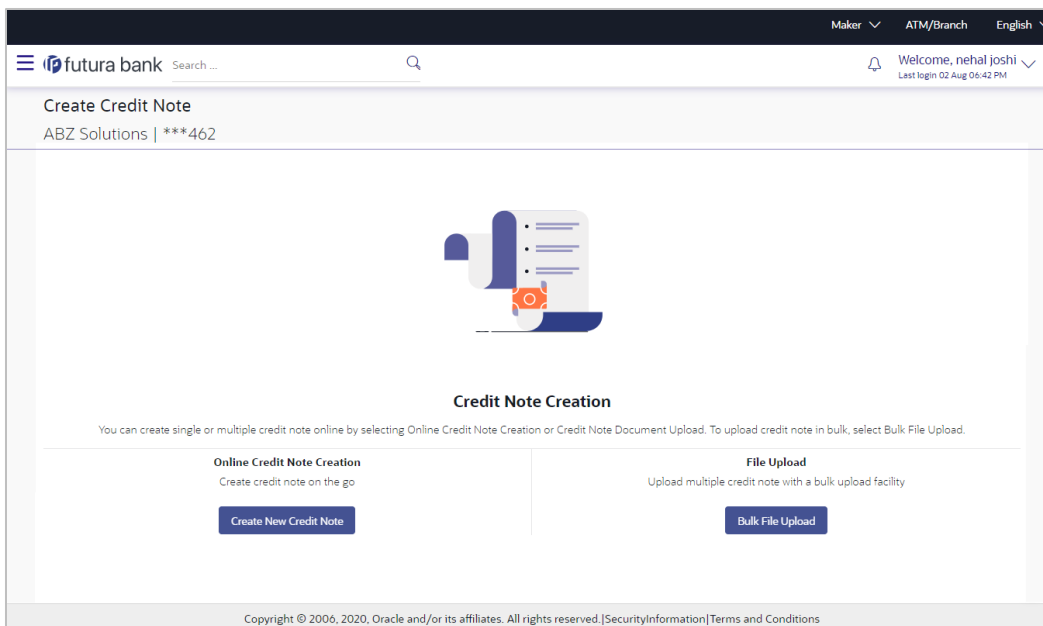 Maker ATM/Branch English
futura bank Search ... Welcome, nehal joshi
Last login 02 Aug 06:42 PM
Create Credit Note
ABZ Solutions | ***462
Credit Note Creation
You can create single or multiple credit note online by selecting Online Credit Note Creation or Credit Note Document Upload. To upload credit note in bulk, select Bulk File Upload.
Online Credit Note Creation
Create credit note on the go
Create New Credit Note
File Upload
Upload multiple credit note with a bulk upload facility
Bulk File Upload
Copyright © 2006, 2020, Oracle and/or its affiliates. All rights reserved.|SecurityInformation|Terms and Conditions